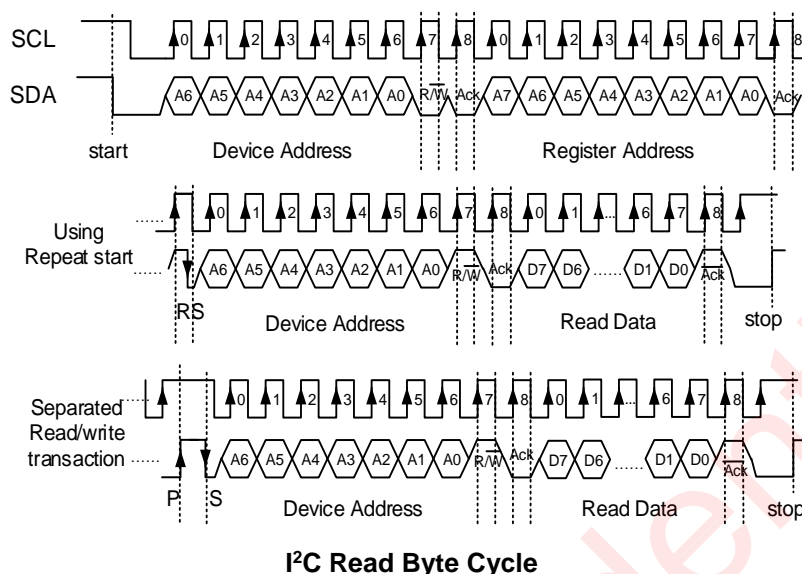 SCL 0 1 2 3 4 5 6 7 8 0 1 2 3 4 5 6 7 8
SDA A6 A5 A4 A3 A2 A1 A0 R/W̅ Ack A7 A6 A5 A4 A3 A2 A1 A0 Ack
start Device Address Register Address
0 1 2 3 4 5 6 7 8 0 1 ... 6 7 8
Using
Repeat start
A6 A5 A4 A3 A2 A1 A0 R/W̅ Ack D7 D6 ...... D1 D0 A̅c̅k̅
RS Device Address Read Data stop
0 1 2 3 4 5 6 7 8 0 1 ... 6 7 8
Separated
Read/write
transaction
A6 A5 A4 A3 A2 A1 A0 R/W̅ Ack D7 D6 ...... D1 D0 A̅c̅k̅
P S Device Address Read Data stop
I²C Read Byte Cycle